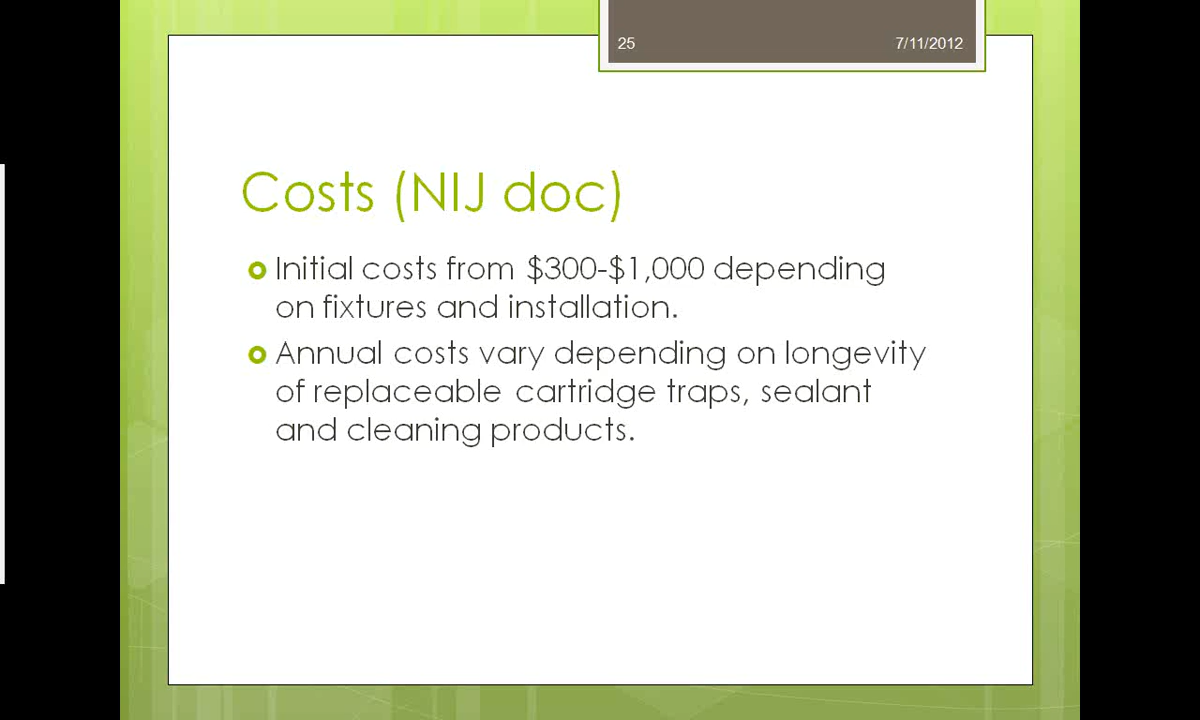 25 7/11/2012
Costs (NIJ doc)
Initial costs from $300-$1,000 depending
on fixtures and installation.
Annual costs vary depending on longevity
of replaceable cartridge traps, sealant
and cleaning products.